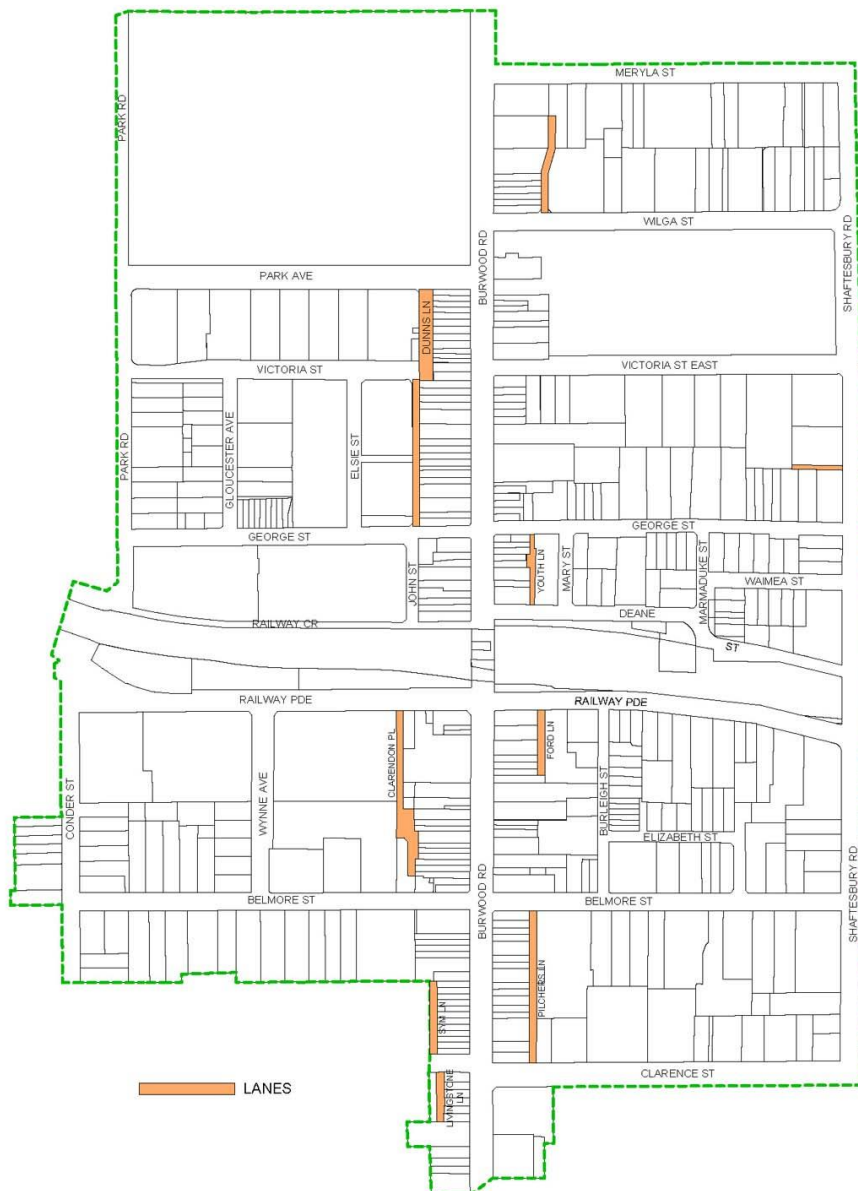 MERYLA ST
PARK RD
WILGA ST
BURWOOD RD
SHAFTESBURY RD
PARK AVE
DUNNS LN
VICTORIA ST
VICTORIA ST EAST
PARK RD
GLOUCESTER AVE
ELSIE ST
GEORGE ST
GEORGE ST
JOHN ST
YOUTH LN
MARY ST
MARMADUKE ST
WAIMEA ST
DEANE
ST
RAILWAY CR
RAILWAY PDE
RAILWAY PDE
CONDER ST
WYNNE AVE
CLARENDON PL
FORD LN
BURLEIGH ST
ELIZABETH ST
BURWOOD RD
SHAFTESBURY RD
BELMORE ST
BELMORE ST
SYM LN
PILCHERS LN
CLARENCE ST
LIVINGSTONE
LN
LANES